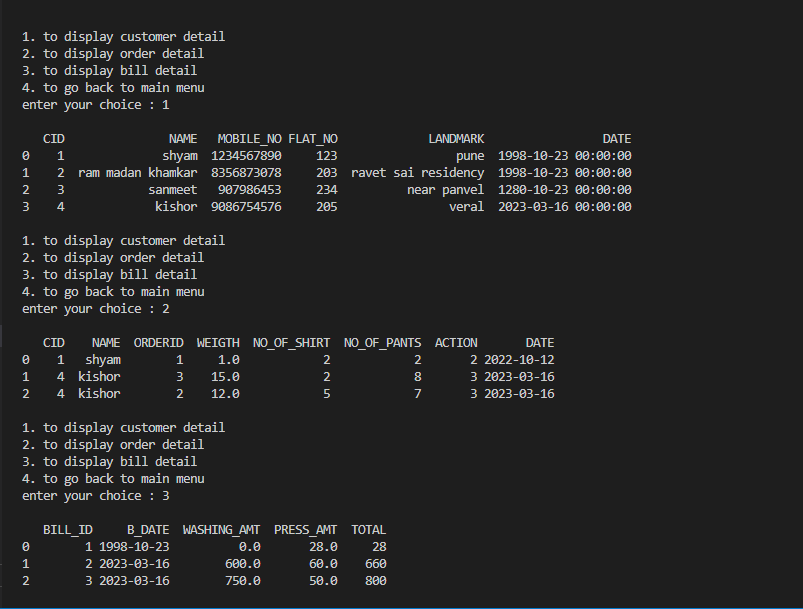 1. to display customer detail
2. to display order detail
3. to display bill detail
4. to go back to main menu
enter your choice : 1
CID NAME MOBILE_NO FLAT_NO LANDMARK DATE
0 1 shyam 1234567890 123 pune 1998-10-23 00:00:00
1 2 ram madan khamkar 8356873078 203 ravet sai residency 1998-10-23 00:00:00
2 3 sanmeet 907986453 234 near panvel 1280-10-23 00:00:00
3 4 kishor 9086754576 205 veral 2023-03-16 00:00:00
1. to display customer detail
2. to display order detail
3. to display bill detail
4. to go back to main menu
enter your choice : 2
CID NAME ORDERID WEIGTH NO_OF_SHIRT NO_OF_PANTS ACTION DATE
0 1 shyam 1 1.0 2 2 2 2022-10-12
1 4 kishor 3 15.0 2 8 3 2023-03-16
2 4 kishor 2 12.0 5 7 3 2023-03-16
1. to display customer detail
2. to display order detail
3. to display bill detail
4. to go back to main menu
enter your choice : 3
BILL_ID B_DATE WASHING_AMT PRESS_AMT TOTAL
0 1 1998-10-23 0.0 28.0 28
1 2 2023-03-16 600.0 60.0 660
2 3 2023-03-16 750.0 50.0 800